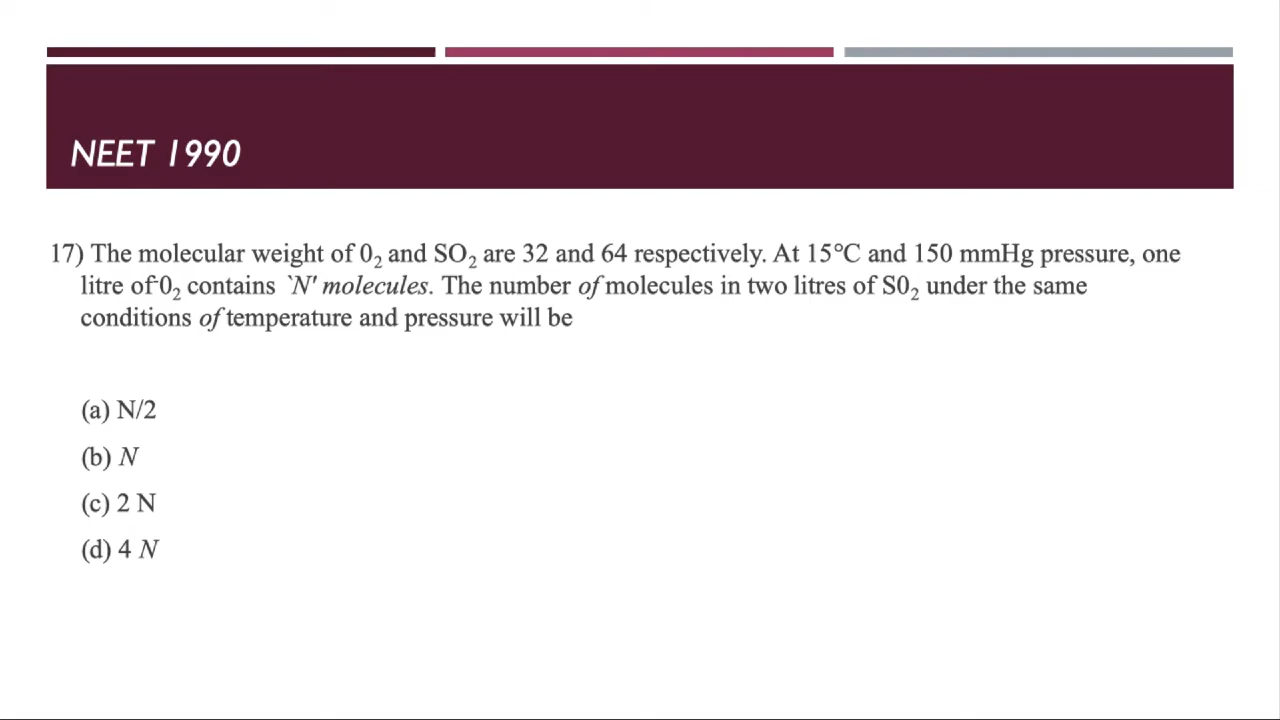 NEET 1990
17) The molecular weight of 0₂ and SO₂ are 32 and 64 respectively. At 15°C and 150 mmHg pressure, one
litre of 0₂ contains `N' molecules. The number of molecules in two litres of S0₂ under the same
conditions of temperature and pressure will be
(a) N/2
(b) N
(c) 2 N
(d) 4 N